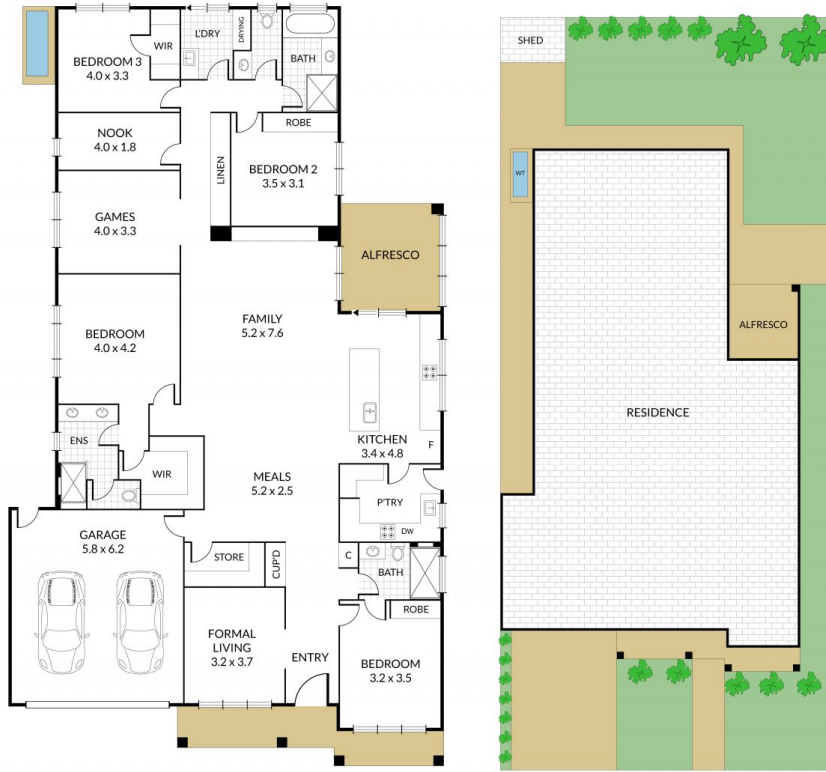 BEDROOM 3
4.0 x 3.3
WIR
L'DRY
DRYING
BATH
NOOK
4.0 x 1.8
LINEN
ROBE
BEDROOM 2
3.5 x 3.1
GAMES
4.0 x 3.3
ALFRESCO
BEDROOM
4.0 x 4.2
FAMILY
5.2 x 7.6
ENS
WIR
KITCHEN
3.4 x 4.8
F
MEALS
5.2 x 2.5
P'TRY
DW
GARAGE
5.8 x 6.2
STORE
CUP'D
C
BATH
ROBE
FORMAL
LIVING
3.2 x 3.7
ENTRY
BEDROOM
3.2 x 3.5
SHED
WT
ALFRESCO
RESIDENCE